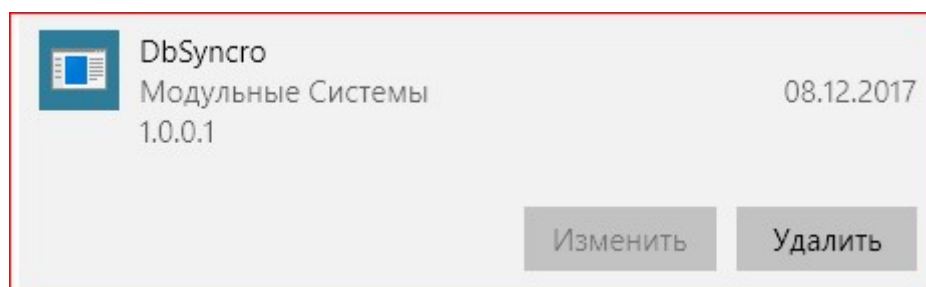 DbSyncro
Модульные Системы
08.12.2017
1.0.0.1
Изменить
Удалить